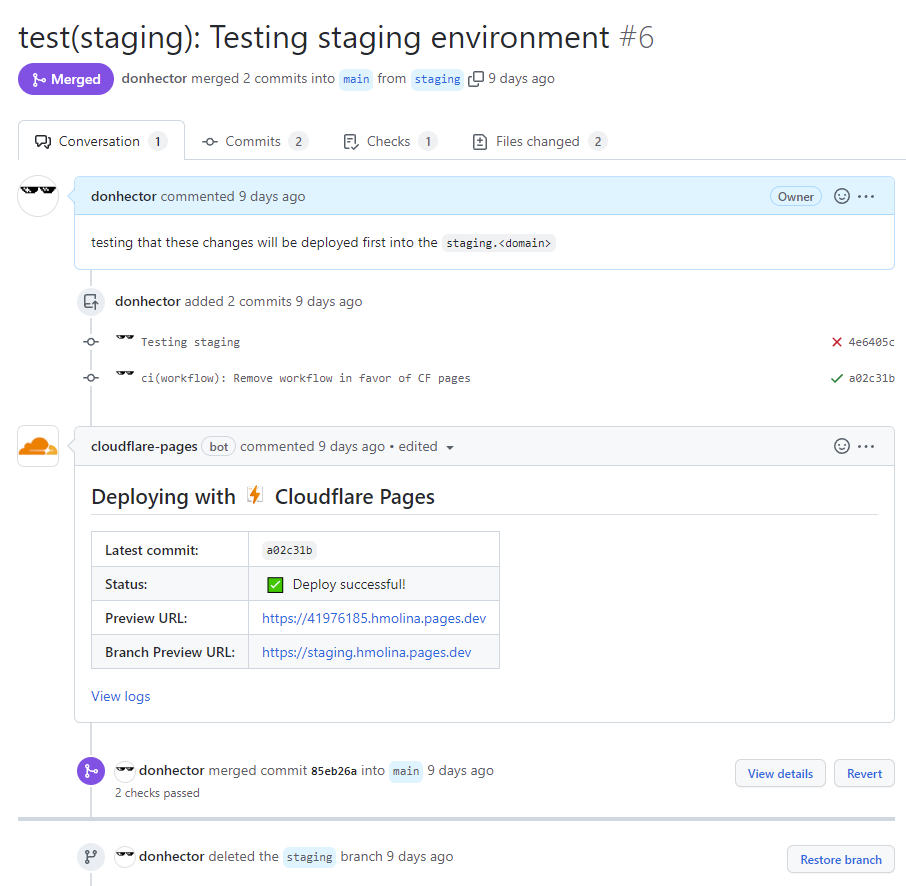 test(staging): Testing staging environment #6
Merged donhector merged 2 commits into main from staging 9 days ago
Conversation 1 Commits 2 Checks 1 Files changed 2
donhector commented 9 days ago Owner
testing that these changes will be deployed first into the staging.<domain>
donhector added 2 commits 9 days ago
Testing staging 4e6405c
ci(workflow): Remove workflow in favor of CF pages a02c31b
cloudflare-pages bot commented 9 days ago • edited
Deploying with ⚡ Cloudflare Pages
Latest commit: a02c31b
Status: ✅ Deploy successful!
Preview URL: https://41976185.hmolina.pages.dev
Branch Preview URL: https://staging.hmolina.pages.dev
View logs
donhector merged commit 85eb26a into main 9 days ago View details Revert
2 checks passed
donhector deleted the staging branch 9 days ago Restore branch